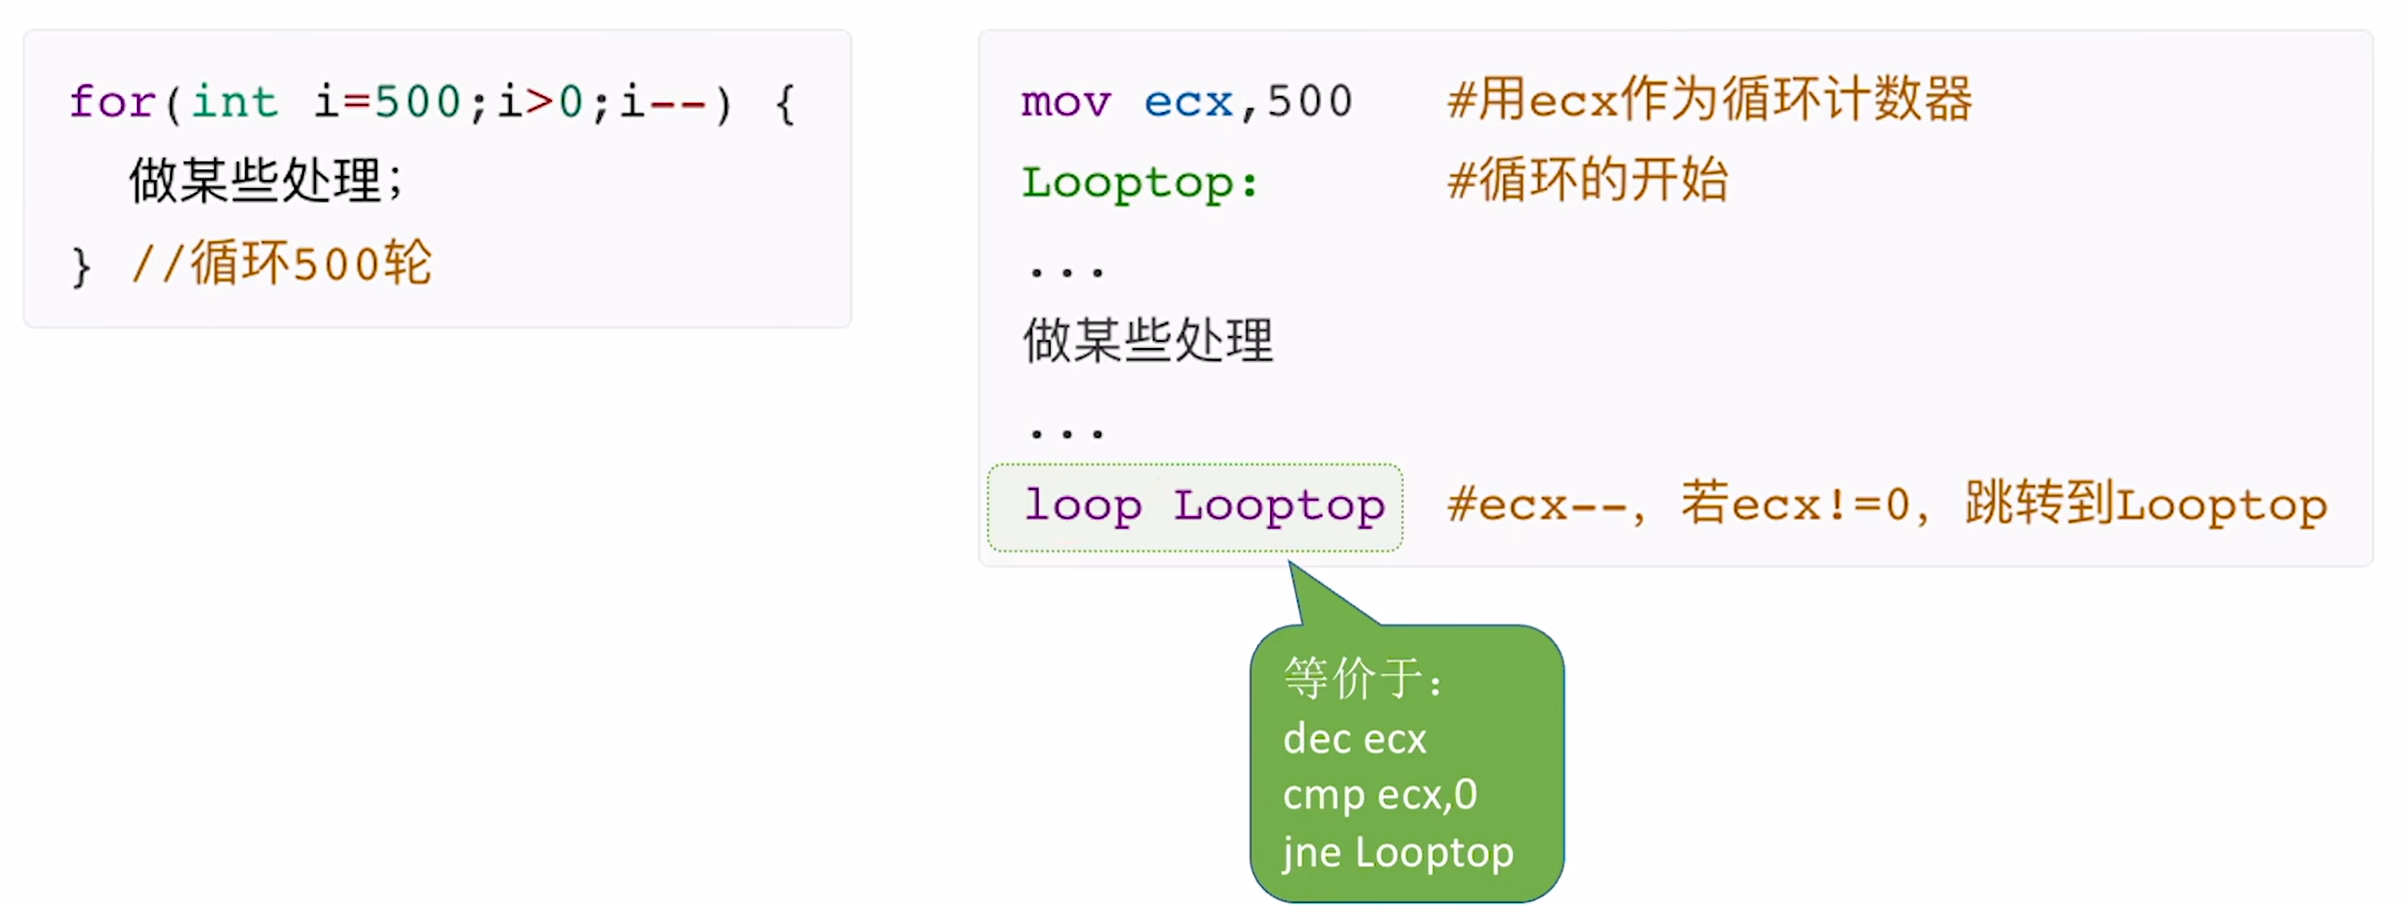 for(int i=500;i>0;i--) {
做某些处理;
} //循环500轮
mov ecx,500 #用ecx作为循环计数器
Looptop: #循环的开始
...
做某些处理
...
loop Looptop #ecx--, 若ecx!=0, 跳转到Looptop
等价于:
dec ecx
cmp ecx,0
jne Looptop